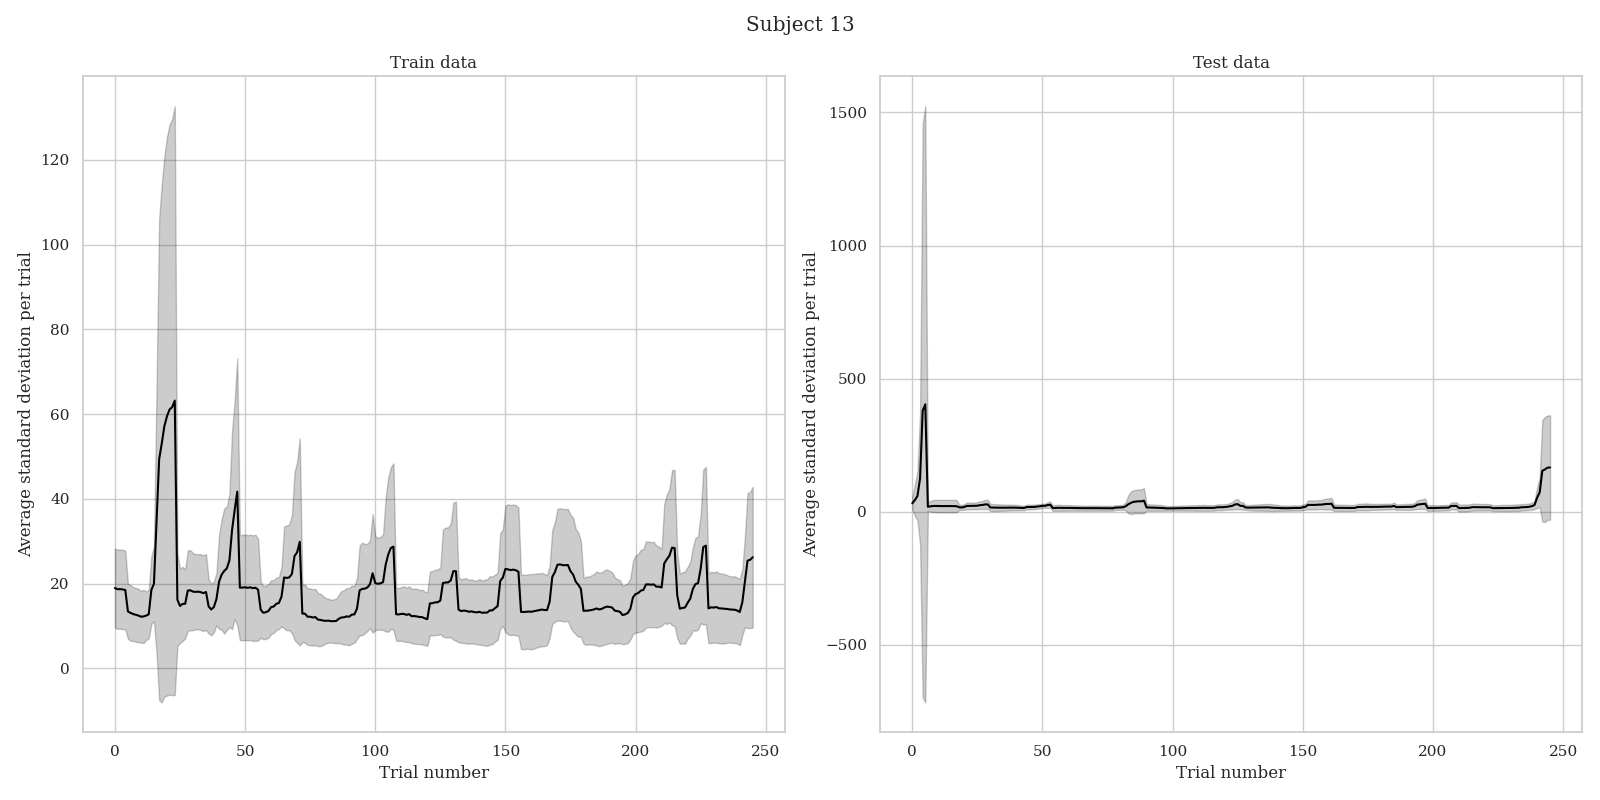 Subject 13
Train data
Average standard deviation per trial
120
100
80
60
40
20
0
0 50 100 150 200 250
Trial number
Test data
Average standard deviation per trial
1500
1000
500
0
−500
0 50 100 150 200 250
Trial number